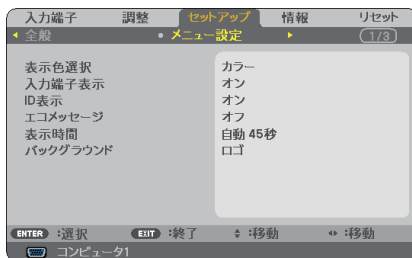 入力端子 調整 セットアップ 情報 リセット
全般 メニュー設定 (1/3)
表示色選択 カラー
入力端子表示 オン
ID表示 オン
エコメッセージ オフ
表示時間 自動 45秒
バックグラウンド ロゴ
ENTER :選択 EXIT :終了 :移動 :移動
コンピュータ1